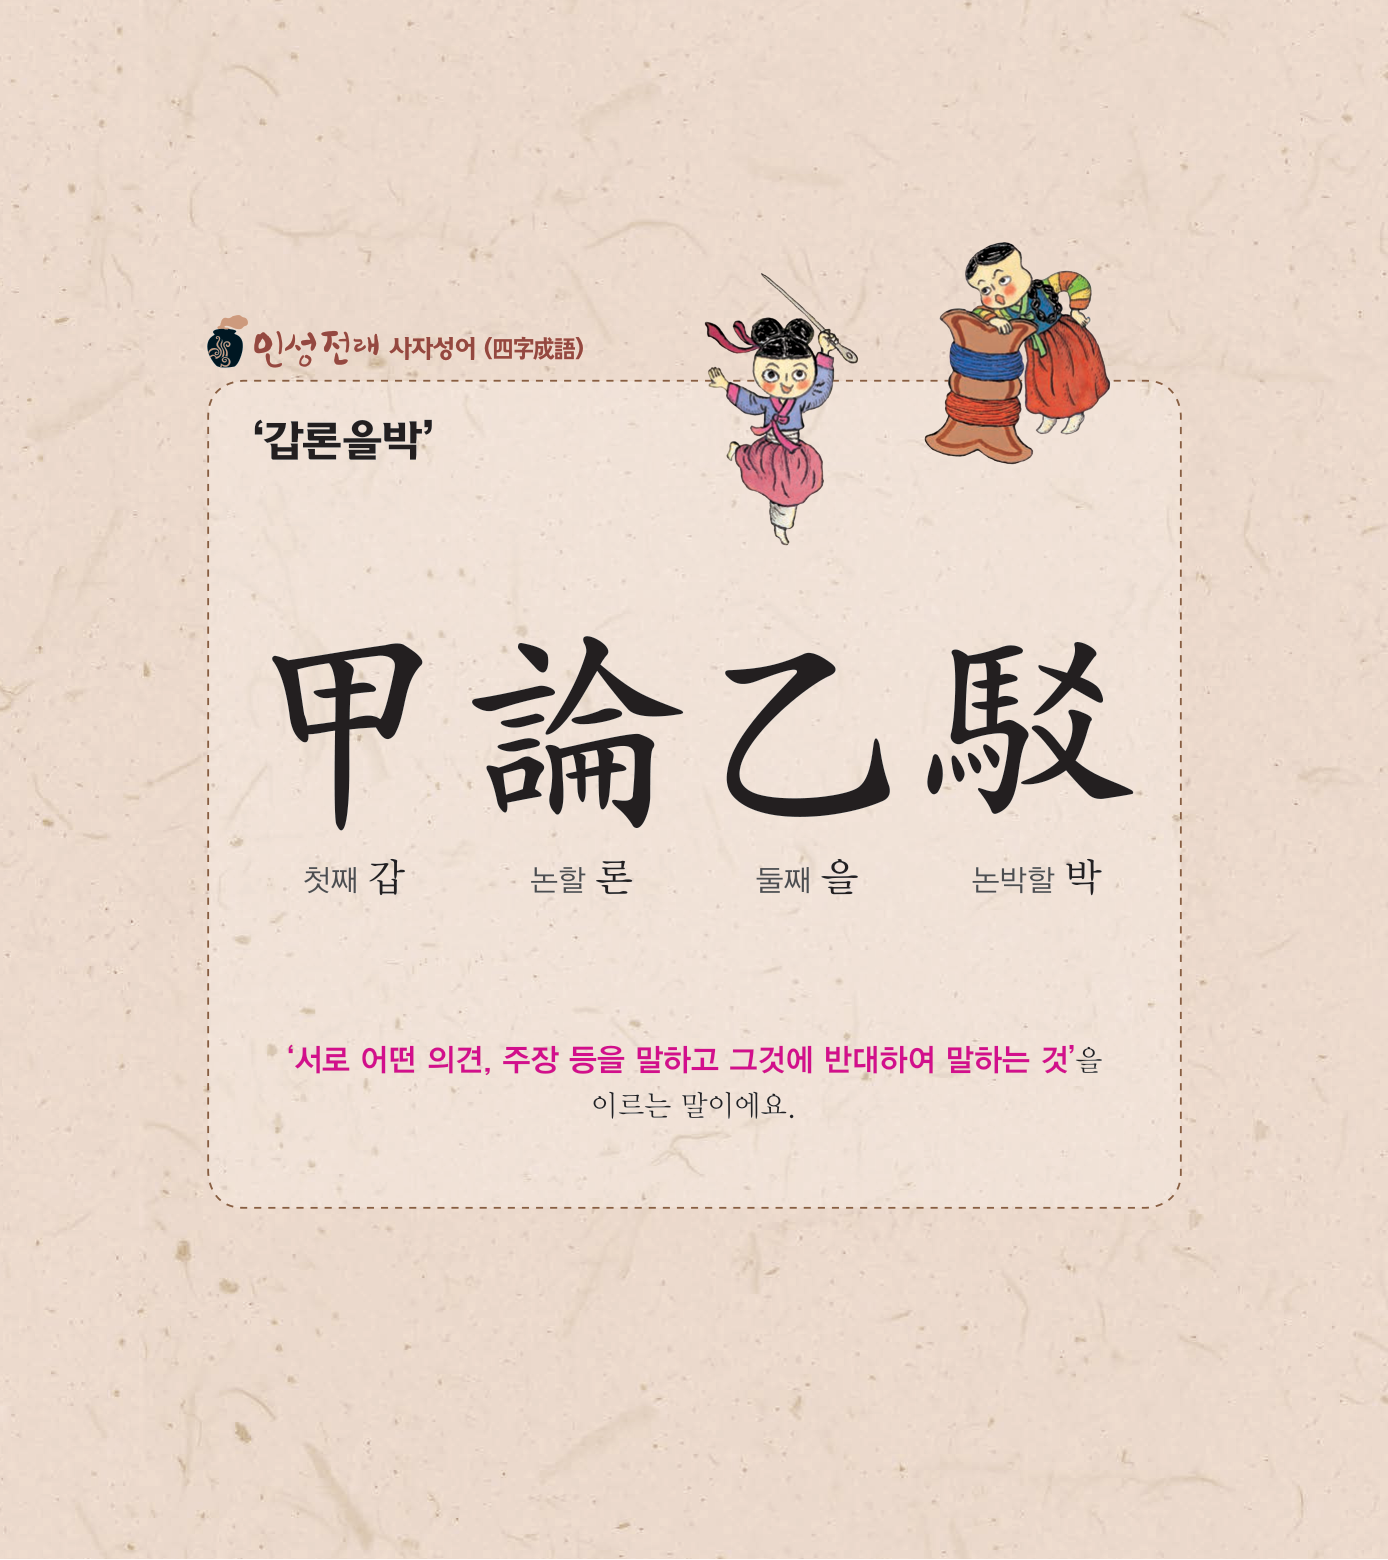 인성전래 사자성어 (四字成語)
‘갑론을박’
甲論乙駁
첫째 갑 논할 론 둘째 을 논박할 박
‘서로 어떤 의견, 주장 등을 말하고 그것에 반대하여 말하는 것’을
이르는 말이에요.